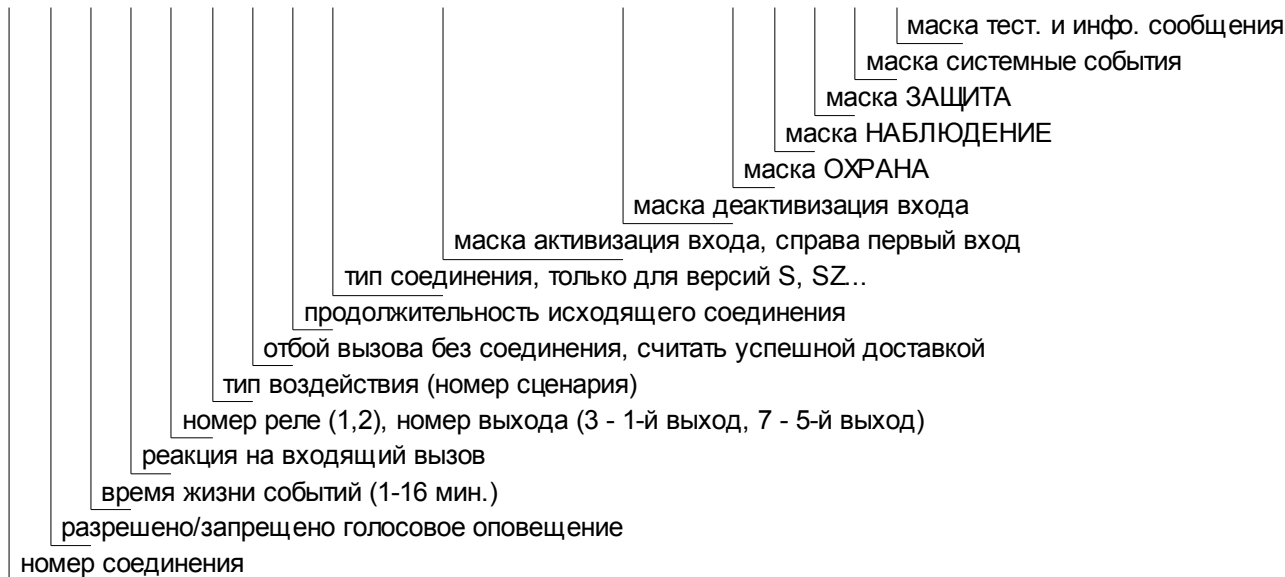 маска тест. и инфо. сообщения
маска системные события
маска ЗАЩИТА
маска НАБЛЮДЕНИЕ
маска ОХРАНА
маска деактивизация входа
маска активизация входа, справа первый вход
тип соединения, только для версий S, SZ...
продолжительность исходящего соединения
отбой вызова без соединения, считать успешной доставкой
тип воздействия (номер сценария)
номер реле (1,2), номер выхода (3 - 1-й выход, 7 - 5-й выход)
реакция на входящий вызов
время жизни событий (1-16 мин.)
разрешено/запрещено голосовое оповещение
номер соединения